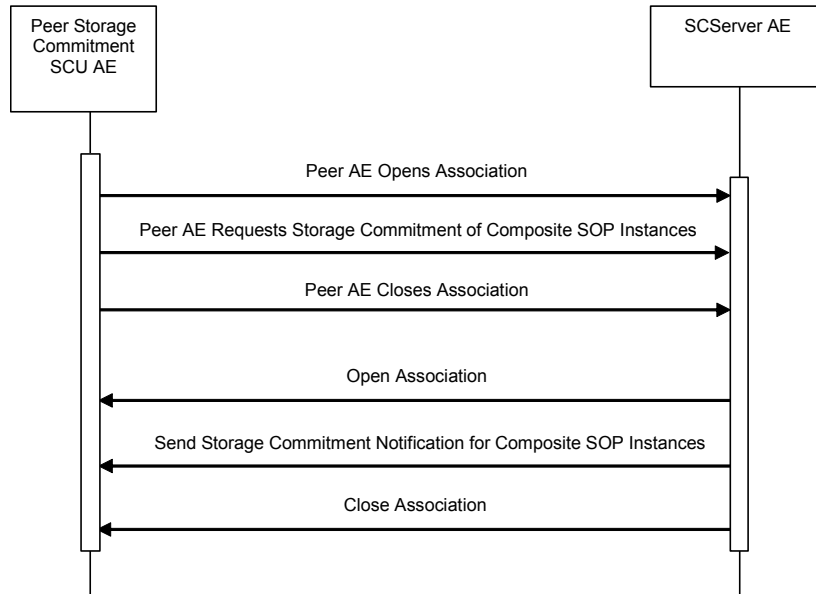 Peer Storage
Commitment
SCU AE
SCServer AE
Peer AE Opens Association
Peer AE Requests Storage Commitment of Composite SOP Instances
Peer AE Closes Association
Open Association
Send Storage Commitment Notification for Composite SOP Instances
Close Association